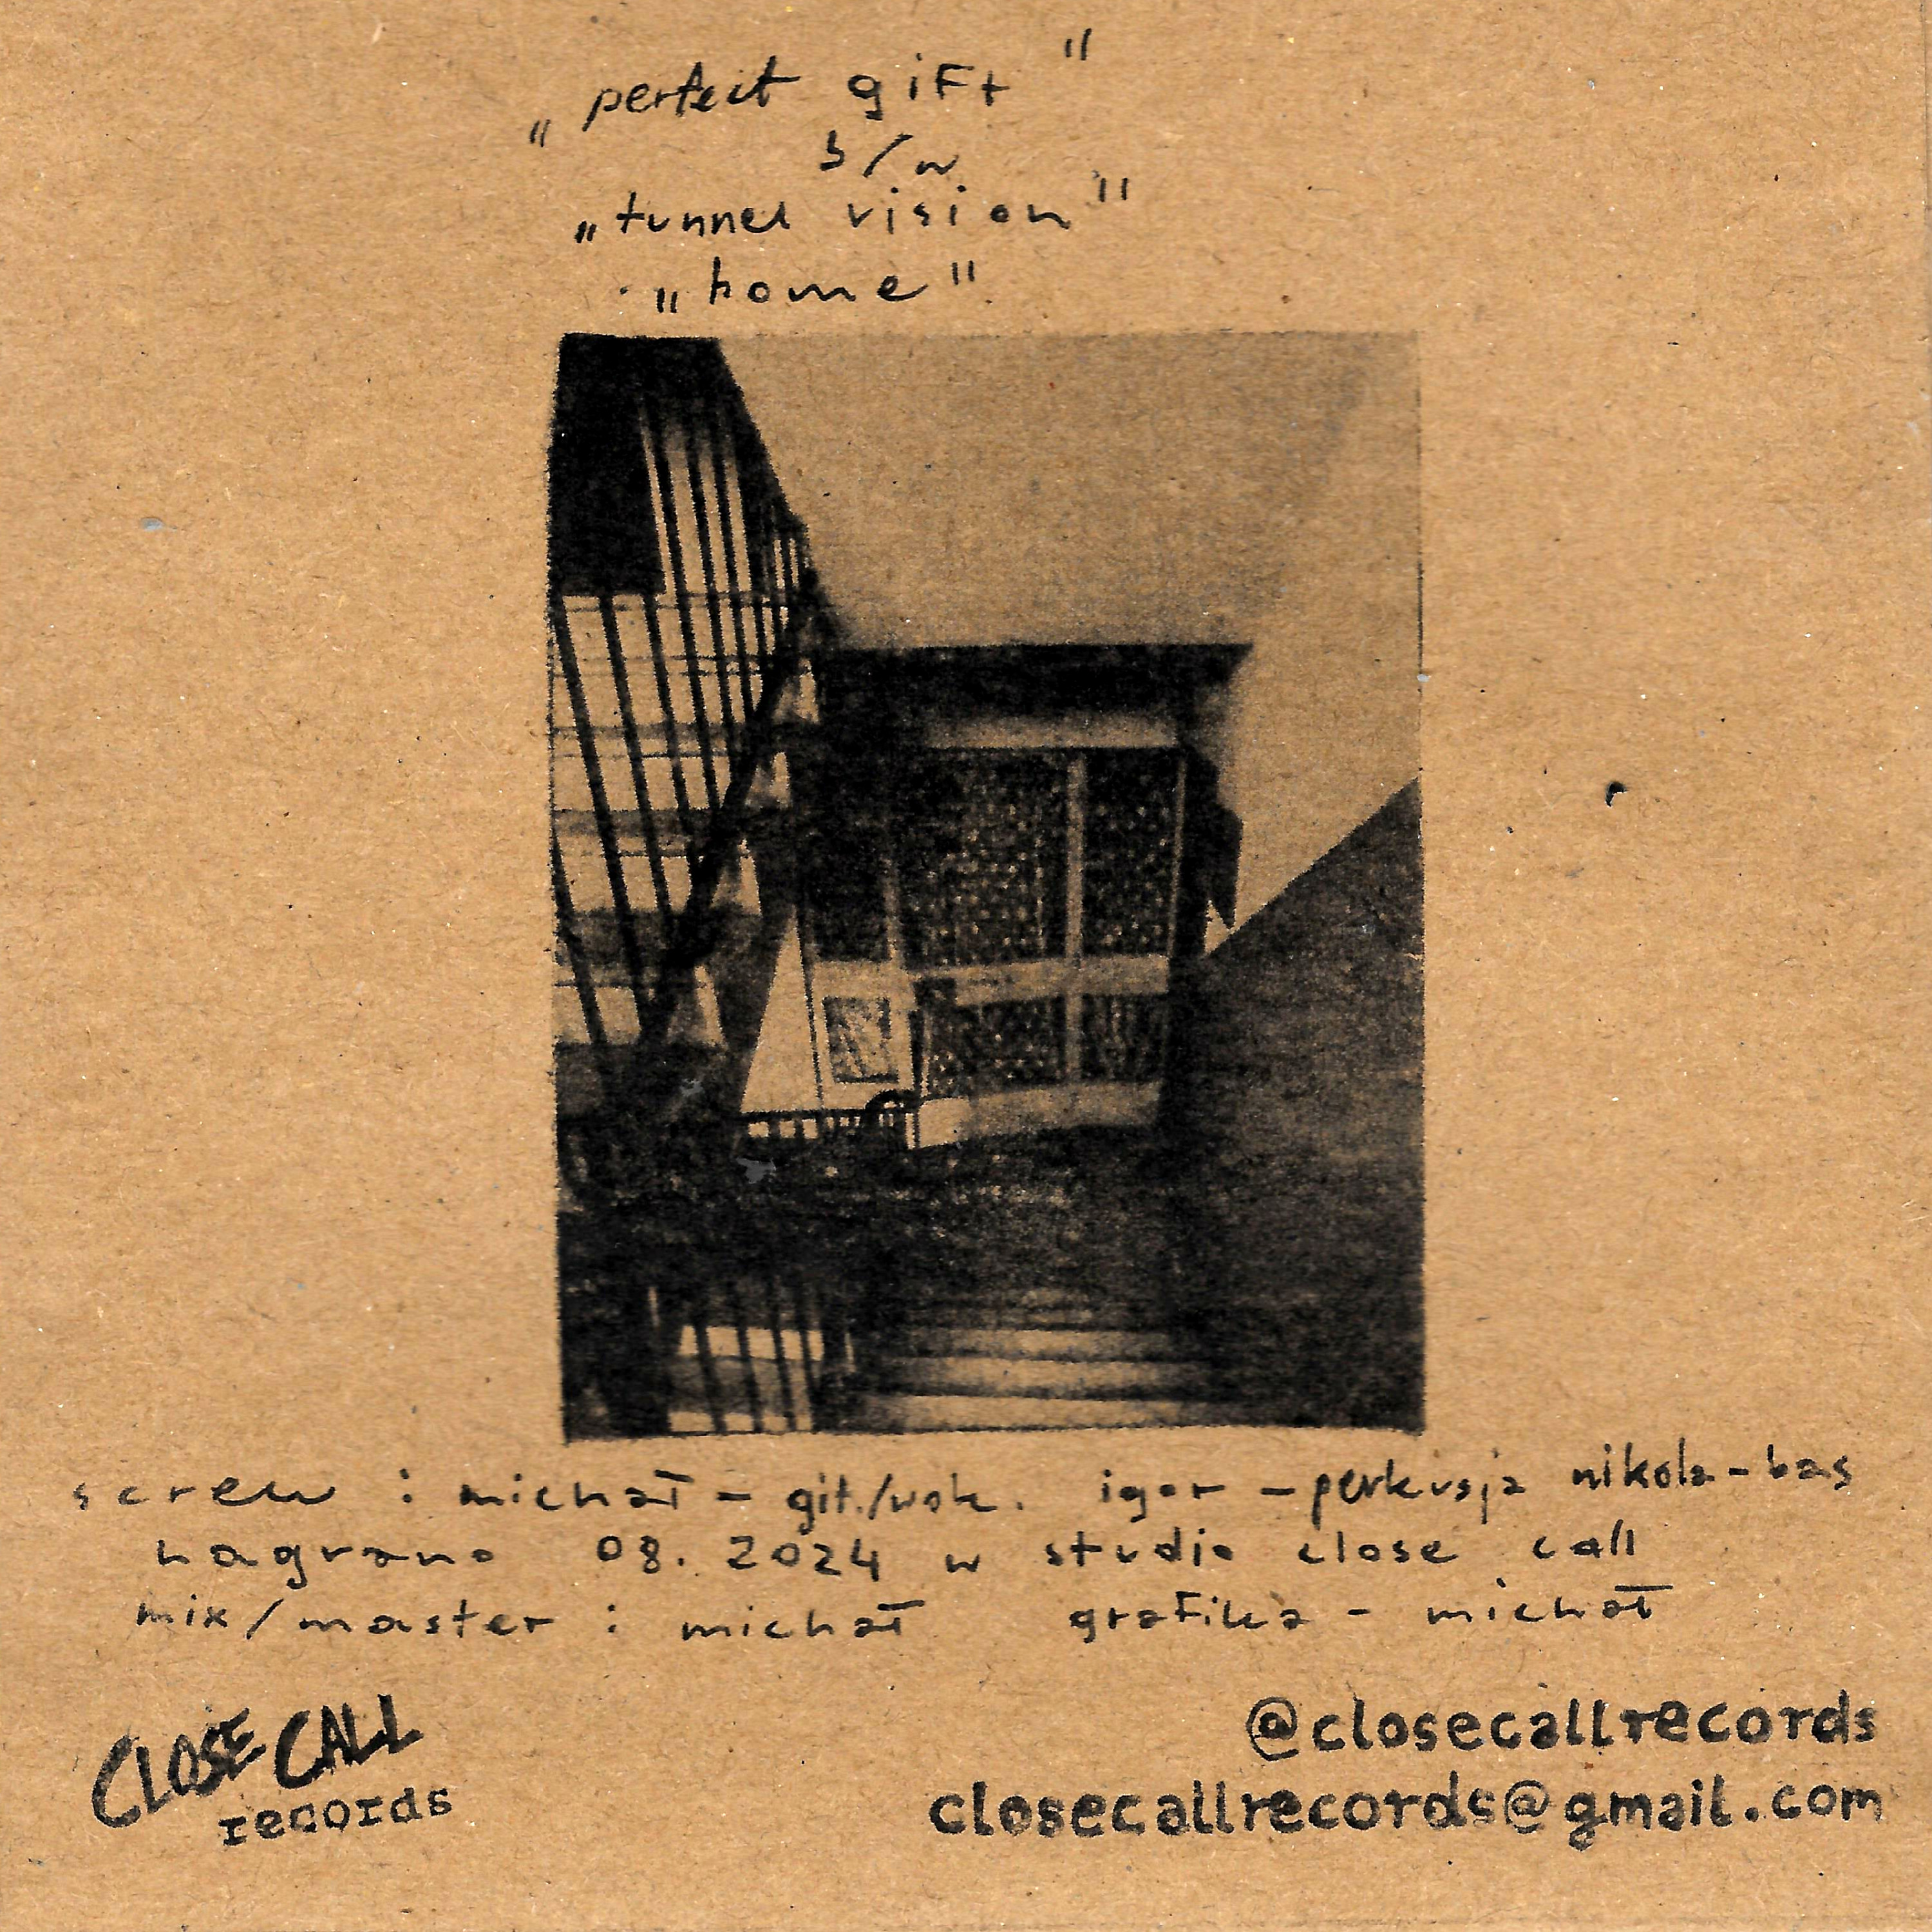 „perfect gift"
b/w
„tunnel vision"
„home"
screw : michał - git./wok. igor - perkusja nikola - bas
nagrano 08. 2024 w studio close call
mix/master : michał grafika - michał
CLOSE CALL
records
@closecallrecords
closecallrecords@gmail.com